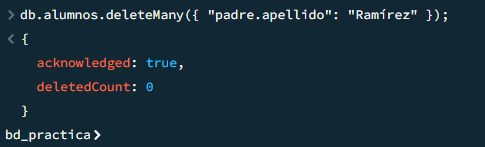 > db.alumnos.deleteMany({ "padre.apellido": "Ramírez" });
< {
acknowledged: true,
deletedCount: 0
}
bd_practica>